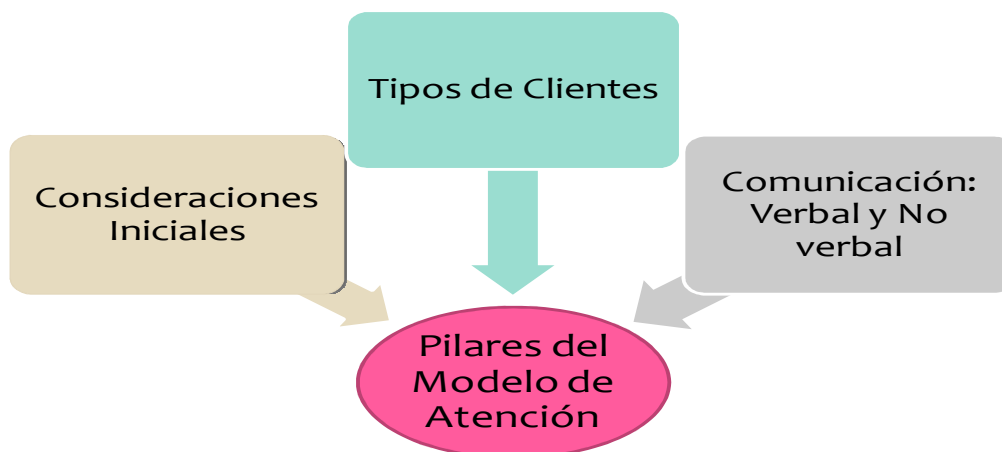 Tipos de Clientes
Consideraciones
Iniciales
Comunicación:
Verbal y No
verbal
Pilares del
Modelo de
Atención